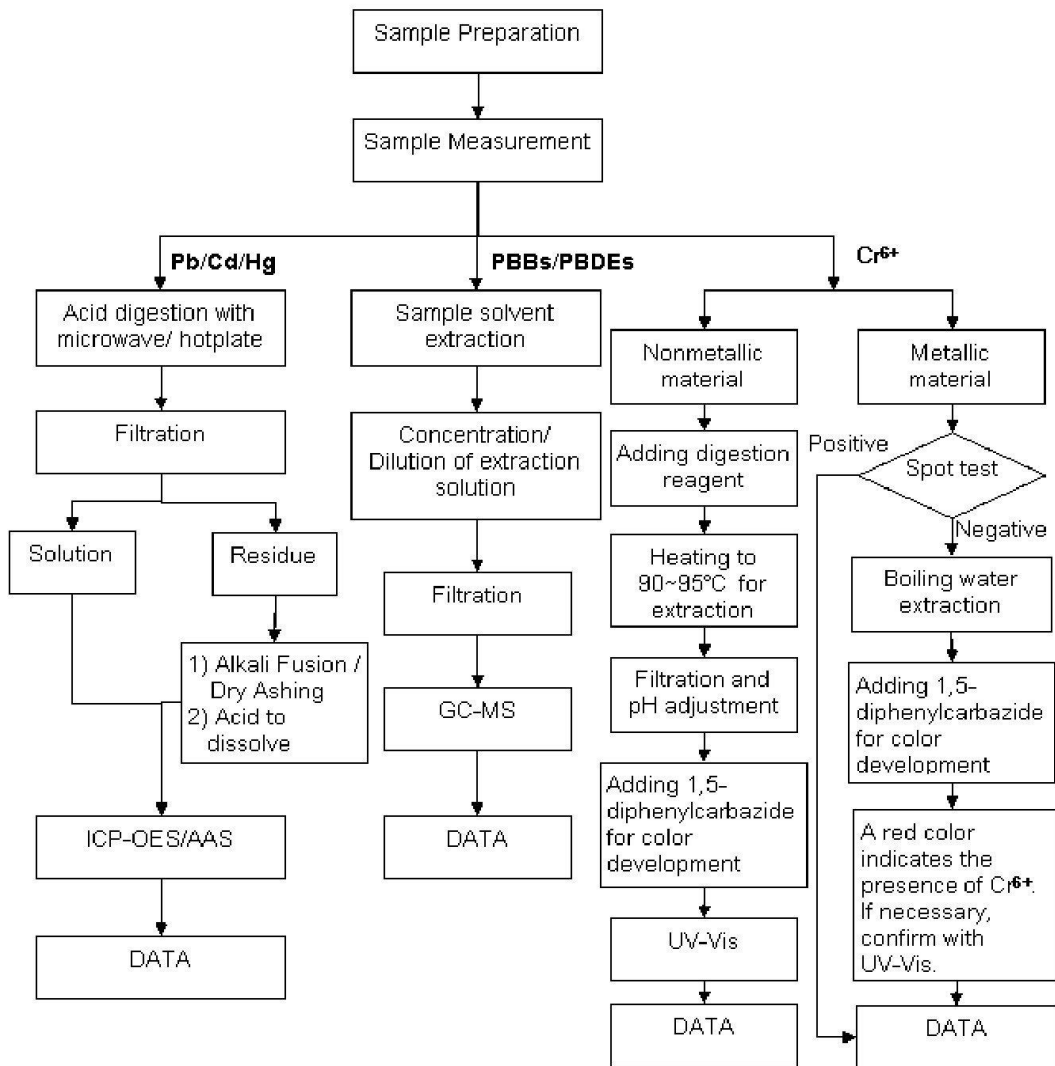 Sample Preparation
Sample Measurement
Pb/Cd/Hg
PBBs/PBDEs
Cr⁶⁺
Acid digestion with
microwave/ hotplate
Filtration
Solution
Residue
1) Alkali Fusion /
Dry Ashing
2) Acid to
dissolve
ICP-OES/AAS
DATA
Sample solvent
extraction
Concentration/
Dilution of extraction
solution
Filtration
GC-MS
DATA
Nonmetallic
material
Adding digestion
reagent
Heating to
90~95°C for
extraction
Filtration and
pH adjustment
Adding 1,5-
diphenylcarbazide
for color
development
UV-Vis
DATA
Metallic
material
Positive
Spot test
Negative
Boiling water
extraction
Adding 1,5-
diphenylcarbazide
for color
development
A red color
indicates the
presence of Cr⁶⁺.
If necessary,
confirm with
UV-Vis.
DATA